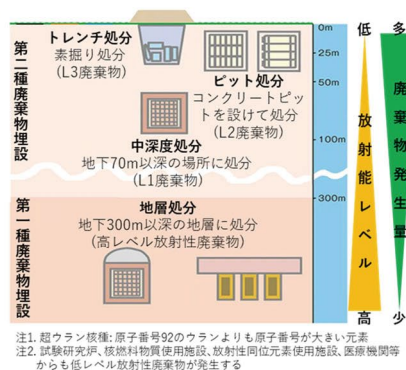 トレンチ処分
素掘り処分
(L3廃棄物)
ピット処分
コンクリートピッ
トを設けて処分
(L2廃棄物)
中深度処分
地下70m以深の場所に処分
(L1廃棄物)
第二種廃棄物埋設
地層処分
地下300m以深の地層に処分
(高レベル放射性廃棄物)
第一種廃棄物埋設
0m
25m
50m
100m
300m
低
放射能レベル
高
多
廃棄物発生量
少
注1. 超ウラン核種: 原子番号92のウランよりも原子番号が大きい元素
注2. 試験研究炉、核燃料物質使用施設、放射性同位元素使用施設、医療機関等
からも低レベル放射性廃棄物が発生する